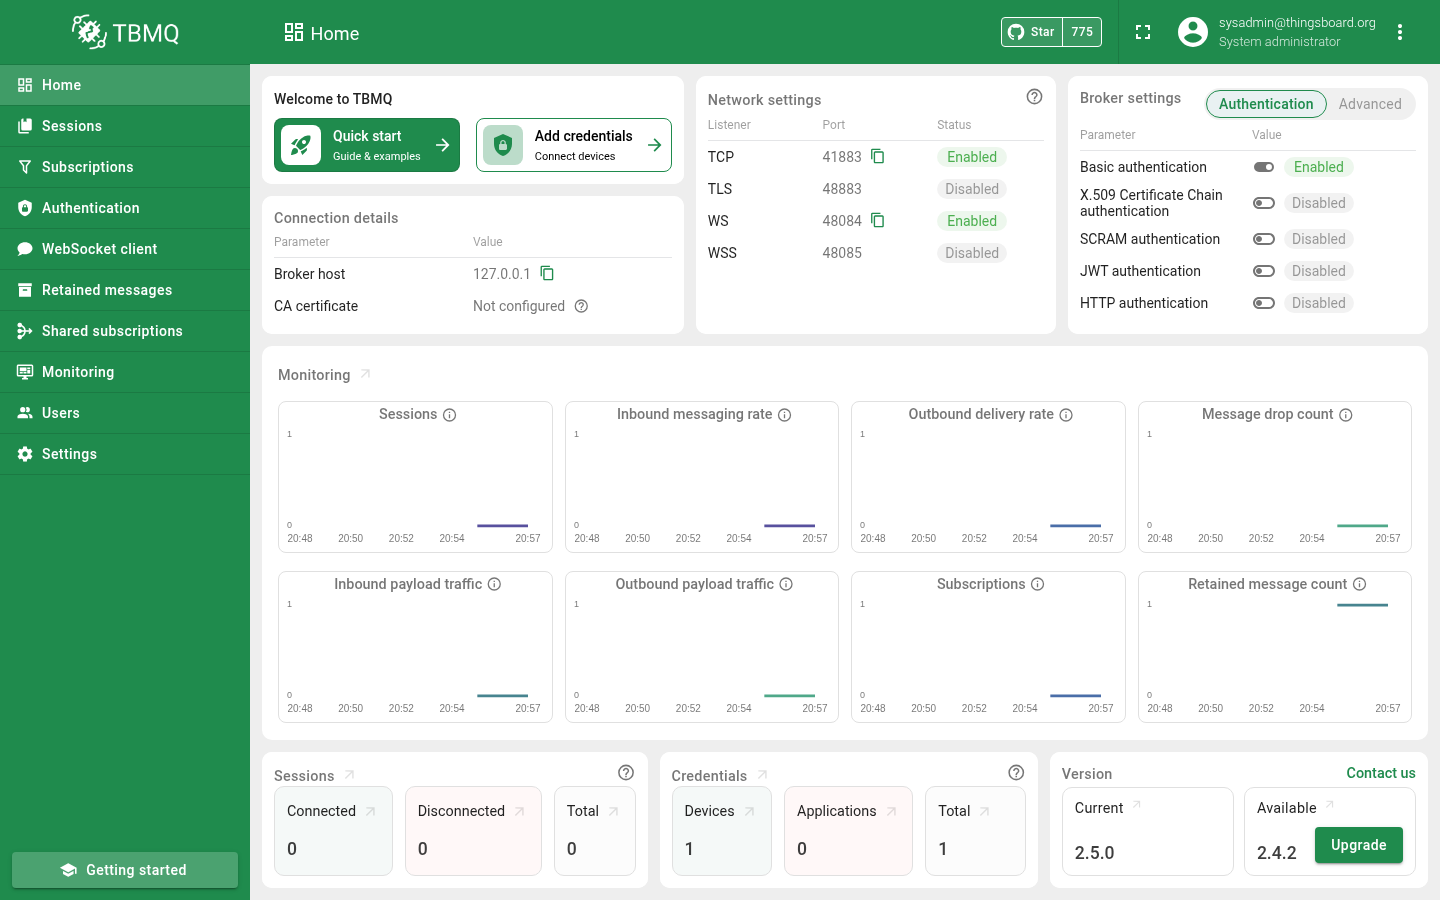 TBMQ
Home
Star 775
sysadmin@thingsboard.org
System administrator
Home
Sessions
Subscriptions
Authentication
WebSocket client
Retained messages
Shared subscriptions
Monitoring
Users
Settings
Getting started
Welcome to TBMQ
Quick start
Guide & examples
Add credentials
Connect devices
Connection details
Parameter Value
Broker host 127.0.0.1
CA certificate Not configured
Network settings
Listener Port Status
TCP 41883 Enabled
TLS 48883 Disabled
WS 48084 Enabled
WSS 48085 Disabled
Broker settings
Authentication Advanced
Parameter Value
Basic authentication Enabled
X.509 Certificate Chain
authentication Disabled
SCRAM authentication Disabled
JWT authentication Disabled
HTTP authentication Disabled
Monitoring
Sessions
1
0
20:48 20:50 20:52 20:54 20:57
Inbound messaging rate
1
0
20:48 20:50 20:52 20:54 20:57
Outbound delivery rate
1
0
20:48 20:50 20:52 20:54 20:57
Message drop count
1
0
20:48 20:50 20:52 20:54 20:57
Inbound payload traffic
1
0
20:48 20:50 20:52 20:54 20:57
Outbound payload traffic
1
0
20:48 20:50 20:52 20:54 20:57
Subscriptions
1
0
20:48 20:50 20:52 20:54 20:57
Retained message count
1
0
20:48 20:50 20:52 20:54 20:57
Sessions
Connected
0
Disconnected
0
Total
0
Credentials
Devices
1
Applications
0
Total
1
Version
Contact us
Current
2.5.0
Available
2.4.2
Upgrade